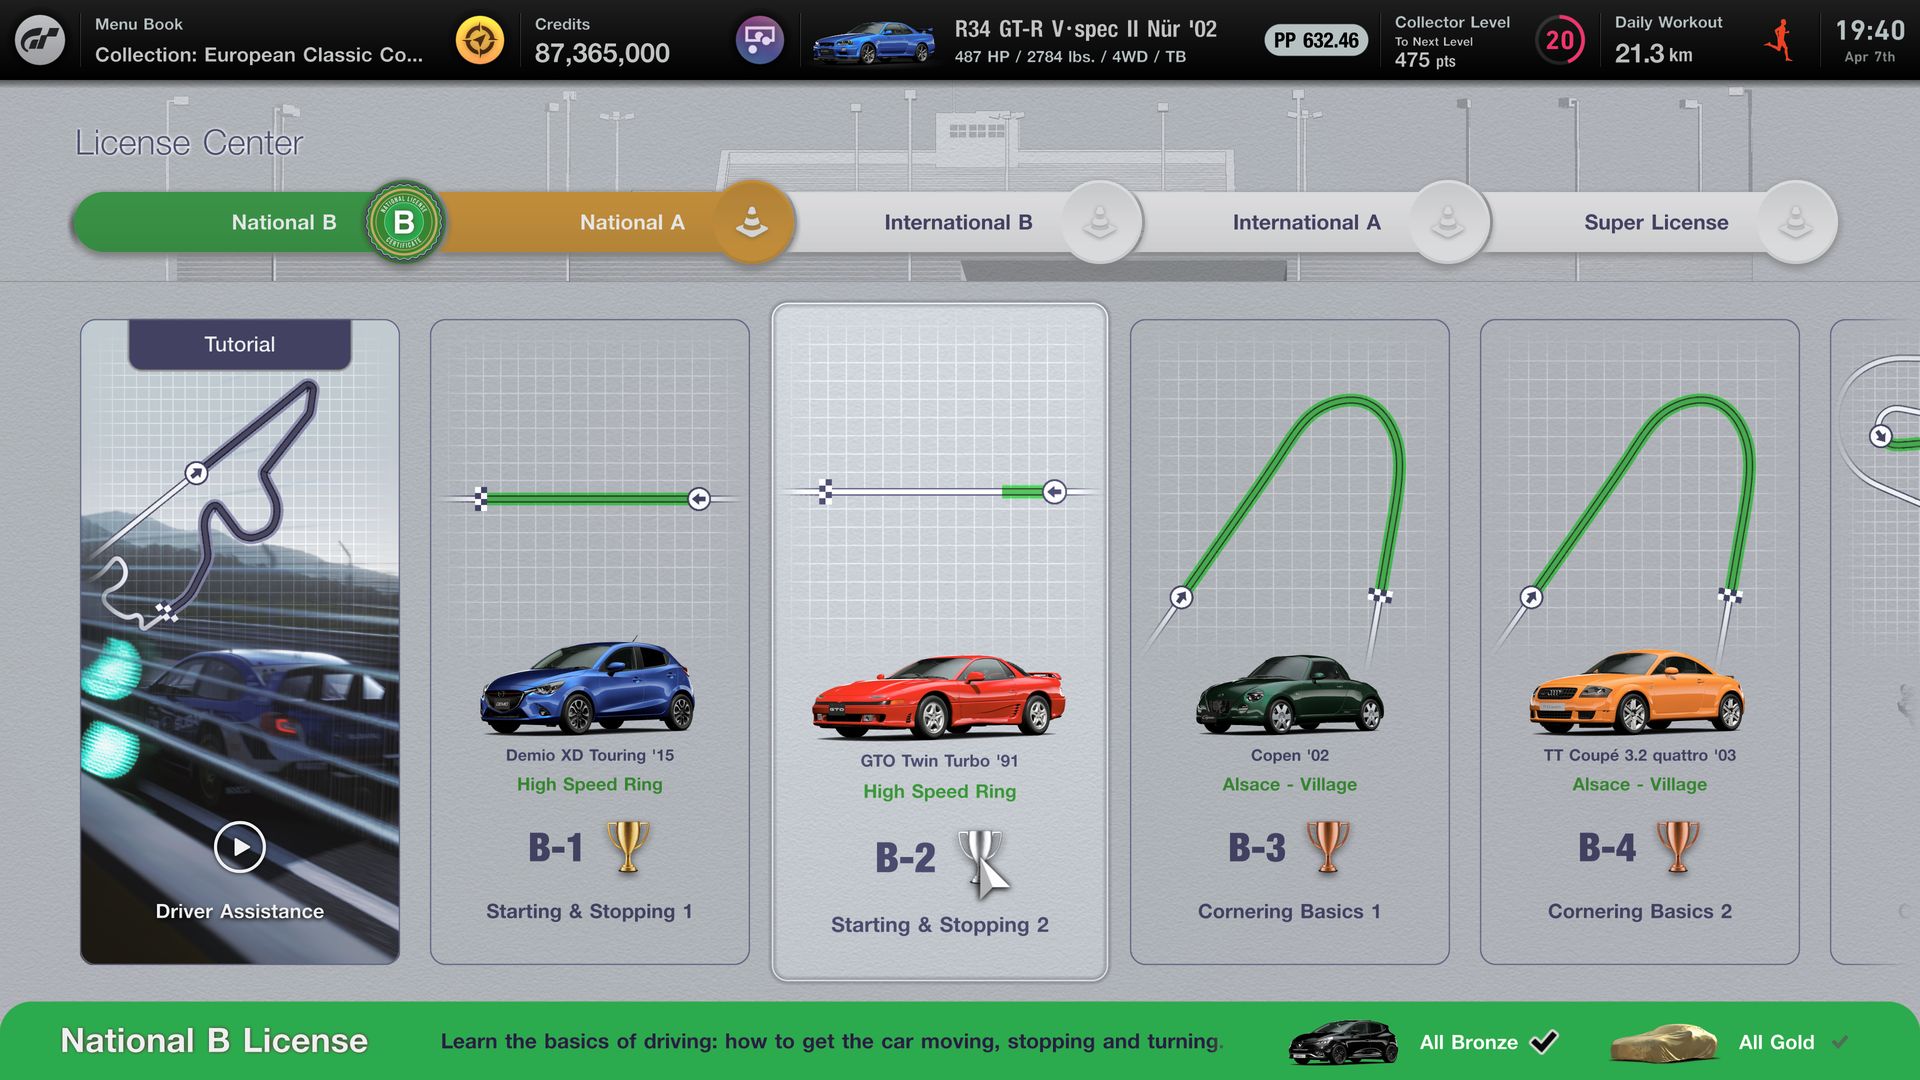 Menu Book
Collection: European Classic Co...
Credits
87,365,000
R34 GT-R V·spec II Nür '02
487 HP / 2784 lbs. / 4WD / TB
PP 632.46
Collector Level
To Next Level
475 pts
20
Daily Workout
21.3 km
19:40
Apr 7th
License Center
National B
NATIONAL LICENSE
B
CERTIFICATE
National A
International B
International A
Super License
Tutorial
Driver Assistance
Demio XD Touring '15
High Speed Ring
B-1
Starting & Stopping 1
GTO
GTO Twin Turbo '91
High Speed Ring
B-2
Starting & Stopping 2
Copen '02
Alsace - Village
B-3
Cornering Basics 1
TT Coupé 3.2 quattro '03
Alsace - Village
B-4
Cornering Basics 2
National B License
Learn the basics of driving: how to get the car moving, stopping and turning.
All Bronze
All Gold